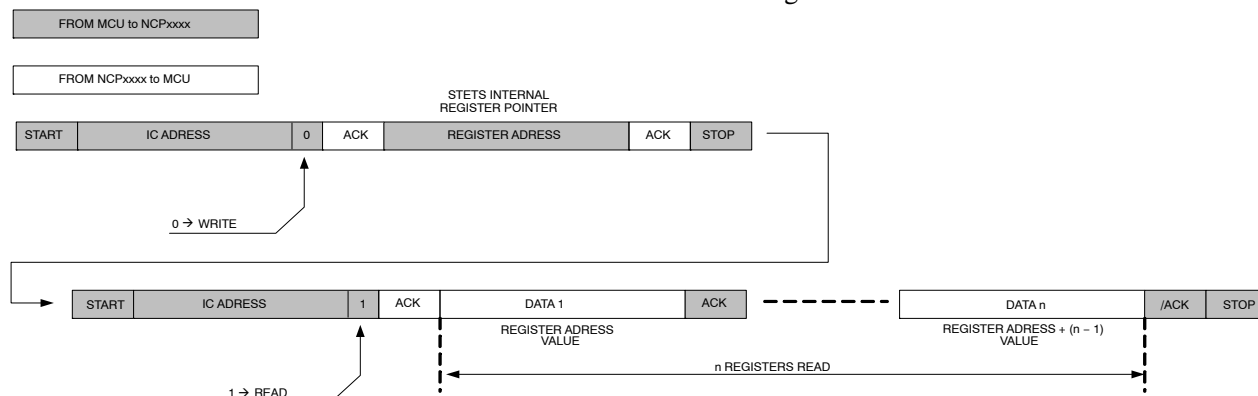 FROM MCU to NCPxxxx
FROM NCPxxxx to MCU
STETS INTERNAL
REGISTER POINTER
START IC ADRESS 0 ACK REGISTER ADRESS ACK STOP
0 → WRITE
START IC ADRESS 1 ACK DATA 1 ACK DATA n /ACK STOP
REGISTER ADRESS
VALUE
REGISTER ADRESS + (n − 1)
VALUE
n REGISTERS READ
1 → READ